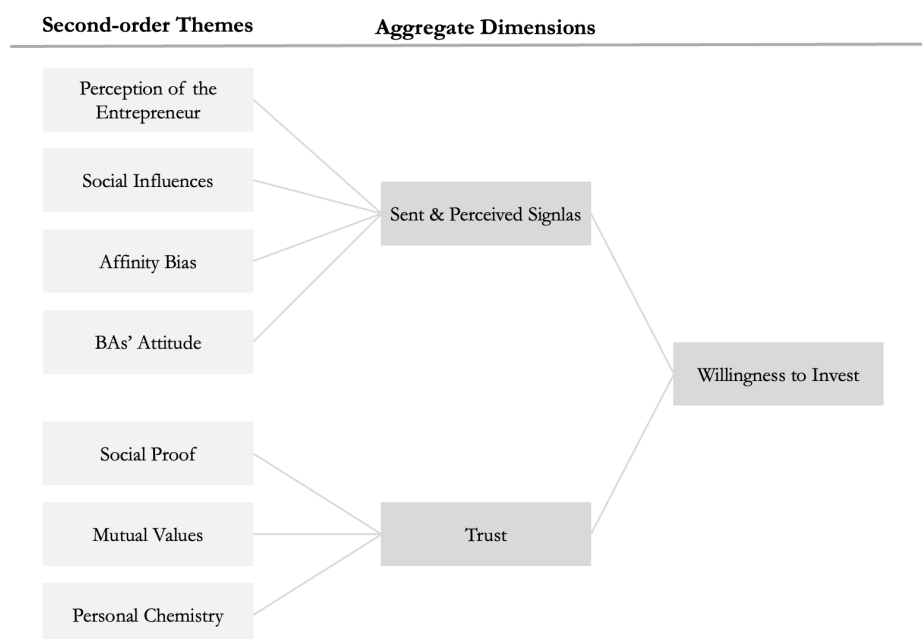 Second-order Themes
Aggregate Dimensions
Perception of the
Entrepreneur
Social Influences
Affinity Bias
BAs' Attitude
Sent & Perceived Signlas
Social Proof
Mutual Values
Personal Chemistry
Trust
Willingness to Invest